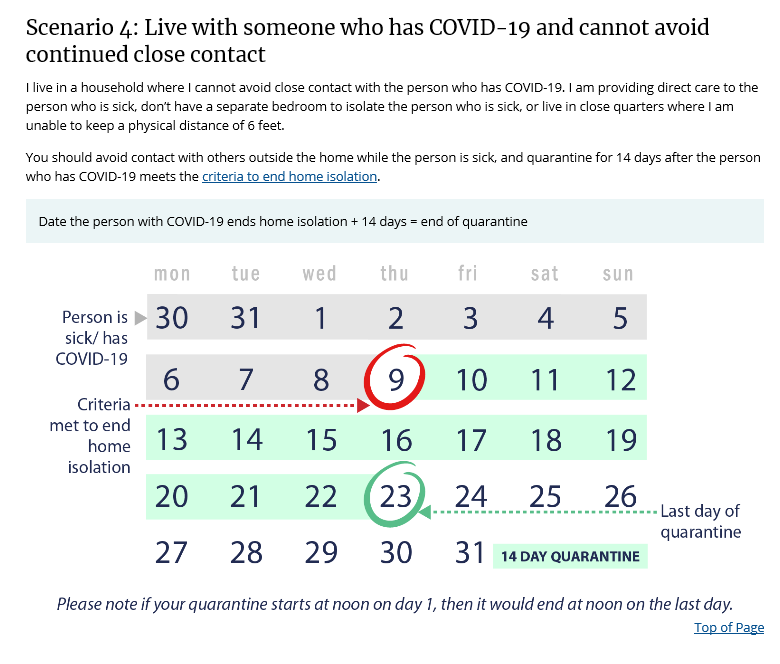 Scenario 4: Live with someone who has COVID-19 and cannot avoid
continued close contact
I live in a household where I cannot avoid close contact with the person who has COVID-19. I am providing direct care to the
person who is sick, don’t have a separate bedroom to isolate the person who is sick, or live in close quarters where I am
unable to keep a physical distance of 6 feet.
You should avoid contact with others outside the home while the person is sick, and quarantine for 14 days after the person
who has COVID-19 meets the criteria to end home isolation.
Date the person with COVID-19 ends home isolation + 14 days = end of quarantine
mon tue wed thu fri sat sun
Person is
sick/ has
COVID-19
30 31 1 2 3 4 5
6 7 8 9 10 11 12
Criteria
met to end
home
isolation
13 14 15 16 17 18 19
20 21 22 23 24 25 26
Last day of
quarantine
27 28 29 30 31 14 DAY QUARANTINE
Please note if your quarantine starts at noon on day 1, then it would end at noon on the last day.
Top of Page